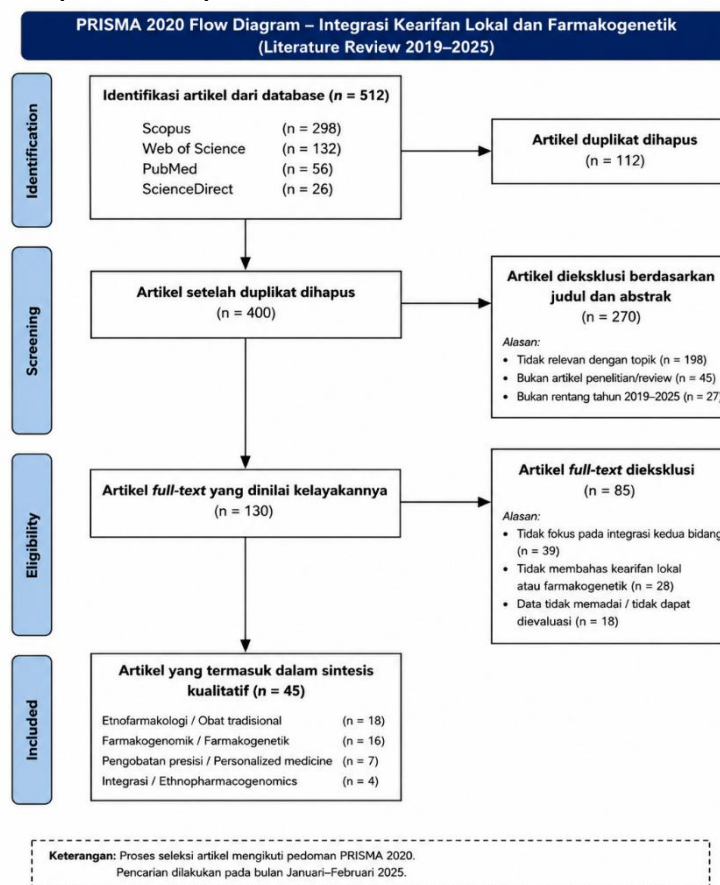 PRISMA 2020 Flow Diagram – Integrasi Kearifan Lokal dan Farmakogenetik
(Literature Review 2019–2025)
Identification
Identifikasi artikel dari database (n = 512)
Scopus (n = 298)
Web of Science (n = 132)
PubMed (n = 56)
ScienceDirect (n = 26)
Artikel duplikat dihapus
(n = 112)
Screening
Artikel setelah duplikat dihapus
(n = 400)
Artikel dieksklusi berdasarkan
judul dan abstrak
(n = 270)
Alasan:
• Tidak relevan dengan topik (n = 198)
• Bukan artikel penelitian/review (n = 45)
• Bukan rentang tahun 2019–2025 (n = 27)
Eligibility
Artikel full-text yang dinilai kelayakannya
(n = 130)
Artikel full-text dieksklusi
(n = 85)
Alasan:
• Tidak fokus pada integrasi kedua bidang
(n = 39)
• Tidak membahas kearifan lokal
atau farmakogenetik (n = 28)
• Data tidak memadai / tidak dapat
dievaluasi (n = 18)
Included
Artikel yang termasuk dalam sintesis
kualitatif (n = 45)
Etnofarmakologi / Obat tradisional (n = 18)
Farmakogenomik / Farmakogenetik (n = 16)
Pengobatan presisi / Personalized medicine (n = 7)
Integrasi / Ethnopharmacogenomics (n = 4)
Keterangan: Proses seleksi artikel mengikuti pedoman PRISMA 2020.
Pencarian dilakukan pada bulan Januari–Februari 2025.